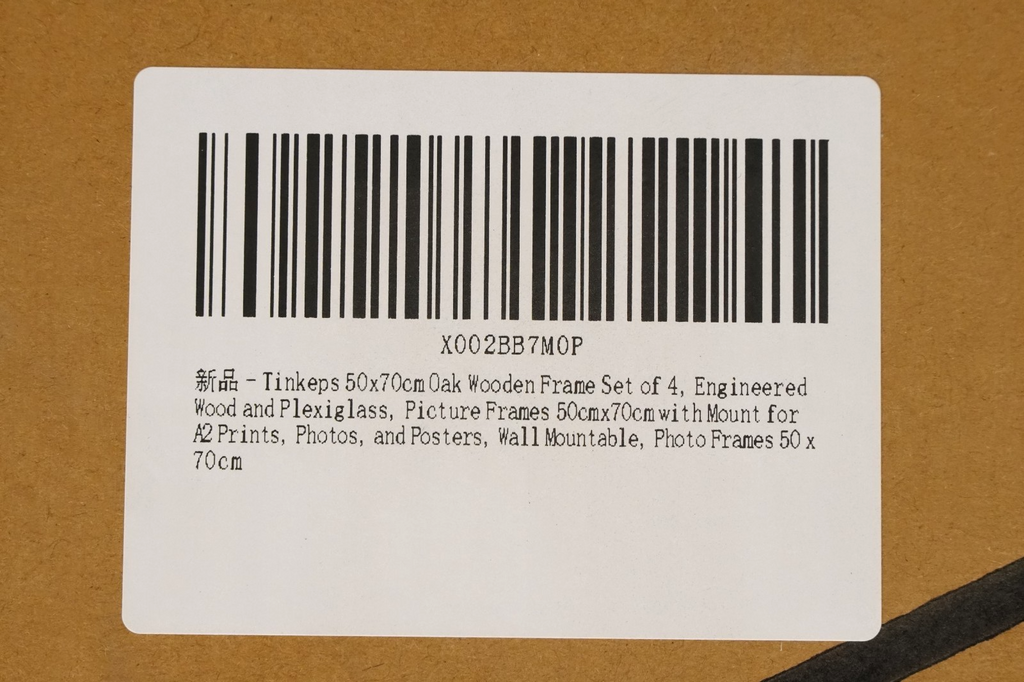 X002BB7M0P
新品 - Tinkeps 50x70cm Oak Wooden Frame Set of 4, Engineered
Wood and Plexiglass, Picture Frames 50cmx70cm with Mount for
A2 Prints, Photos, and Posters, Wall Mountable, Photo Frames 50 x
70cm